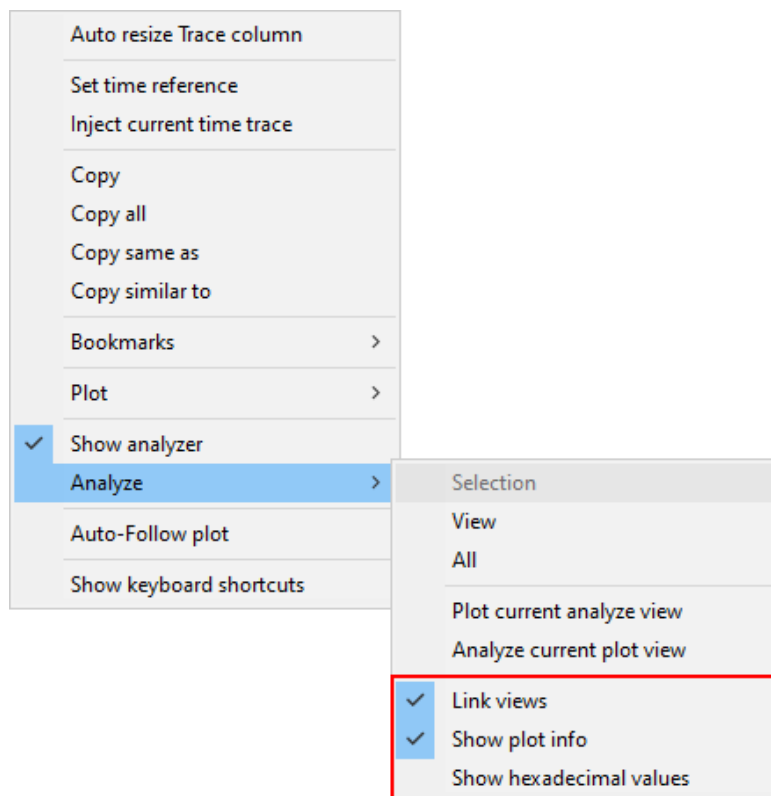 Auto resize Trace column
Set time reference
Inject current time trace
Copy
Copy all
Copy same as
Copy similar to
Bookmarks
Plot
Show analyzer
Analyze
Auto-Follow plot
Show keyboard shortcuts
Selection
View
All
Plot current analyze view
Analyze current plot view
Link views
Show plot info
Show hexadecimal values